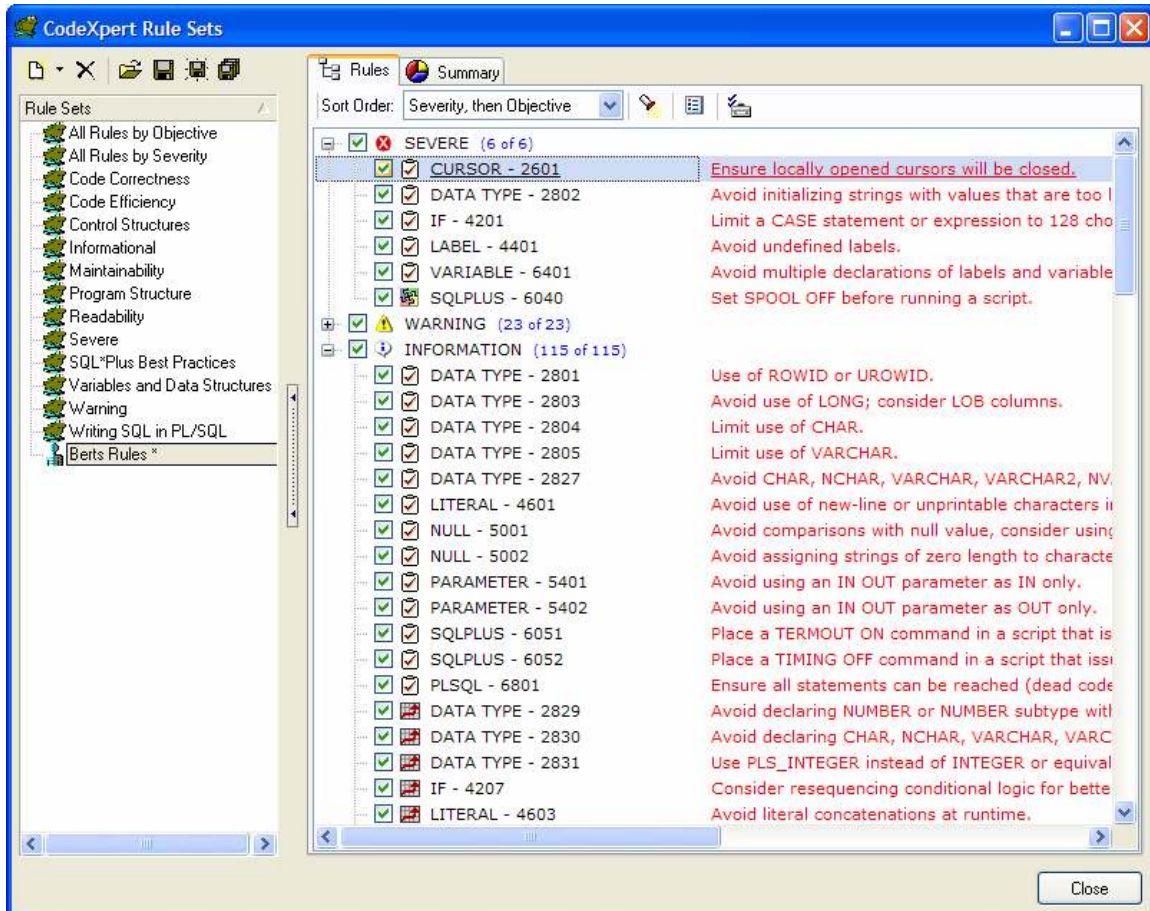 CodeXpert Rule Sets
Rules
Summary
Rule Sets
All Rules by Objective
All Rules by Severity
Code Correctness
Code Efficiency
Control Structures
Informational
Maintainability
Program Structure
Readability
Severe
SQL*Plus Best Practices
Variables and Data Structures
Warning
Writing SQL in PL/SQL
Berts Rules *
Sort Order: Severity, then Objective
SEVERE (6 of 6)
CURSOR - 2601 Ensure locally opened cursors will be closed.
DATA TYPE - 2802 Avoid initializing strings with values that are too l
IF - 4201 Limit a CASE statement or expression to 128 cho
LABEL - 4401 Avoid undefined labels.
VARIABLE - 6401 Avoid multiple declarations of labels and variable
SQLPLUS - 6040 Set SPOOL OFF before running a script.
WARNING (23 of 23)
INFORMATION (115 of 115)
DATA TYPE - 2801 Use of ROWID or UROWID.
DATA TYPE - 2803 Avoid use of LONG; consider LOB columns.
DATA TYPE - 2804 Limit use of CHAR.
DATA TYPE - 2805 Limit use of VARCHAR.
DATA TYPE - 2827 Avoid CHAR, NCHAR, VARCHAR, VARCHAR2, NV
LITERAL - 4601 Avoid use of new-line or unprintable characters i
NULL - 5001 Avoid comparisons with null value, consider using
NULL - 5002 Avoid assigning strings of zero length to characte
PARAMETER - 5401 Avoid using an IN OUT parameter as IN only.
PARAMETER - 5402 Avoid using an IN OUT parameter as OUT only.
SQLPLUS - 6051 Place a TERMOUT ON command in a script that is
SQLPLUS - 6052 Place a TIMING OFF command in a script that issu
PLSQL - 6801 Ensure all statements can be reached (dead code
DATA TYPE - 2829 Avoid declaring NUMBER or NUMBER subtype with
DATA TYPE - 2830 Avoid declaring CHAR, NCHAR, VARCHAR, VARC
DATA TYPE - 2831 Use PLS_INTEGER instead of INTEGER or equival
IF - 4207 Consider resequencing conditional logic for bette
LITERAL - 4603 Avoid literal concatenations at runtime.
Close